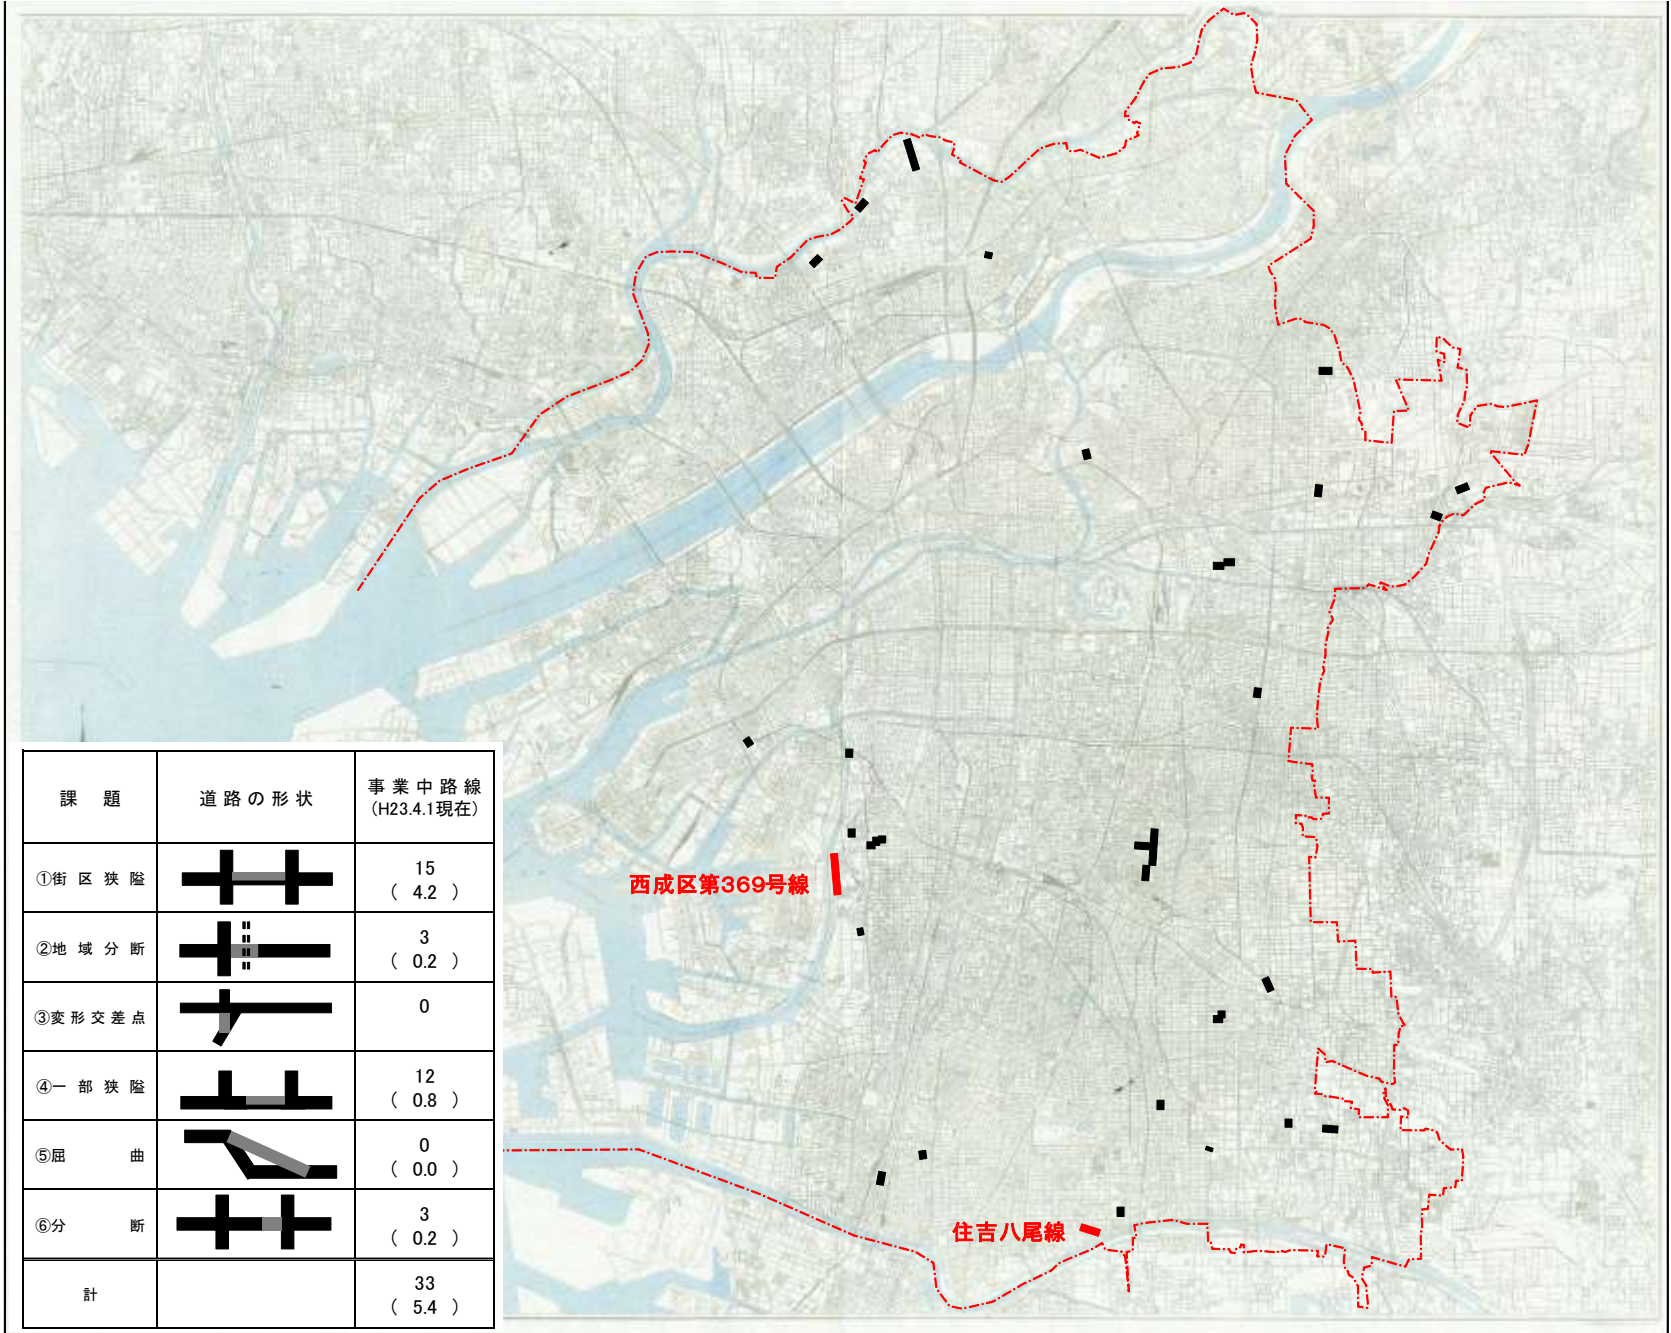 課題 道路の形状 事業中路線
(H23.4.1現在)
①街区狭隘 15
( 4.2 )
②地域分断 3
( 0.2 )
③変形交差点 0
④一部狭隘 12
( 0.8 )
⑤屈曲 0
( 0.0 )
⑥分断 3
( 0.2 )
計 33
( 5.4 )
西成区第369号線
住吉八尾線